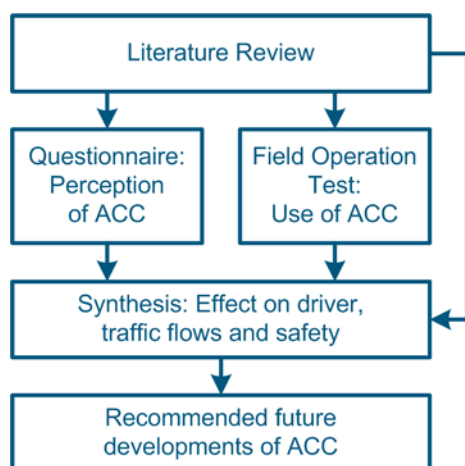 Literature Review
Questionnaire:
Perception
of ACC
Field Operation
Test:
Use of ACC
Synthesis: Effect on driver,
traffic flows and safety
Recommended future
developments of ACC